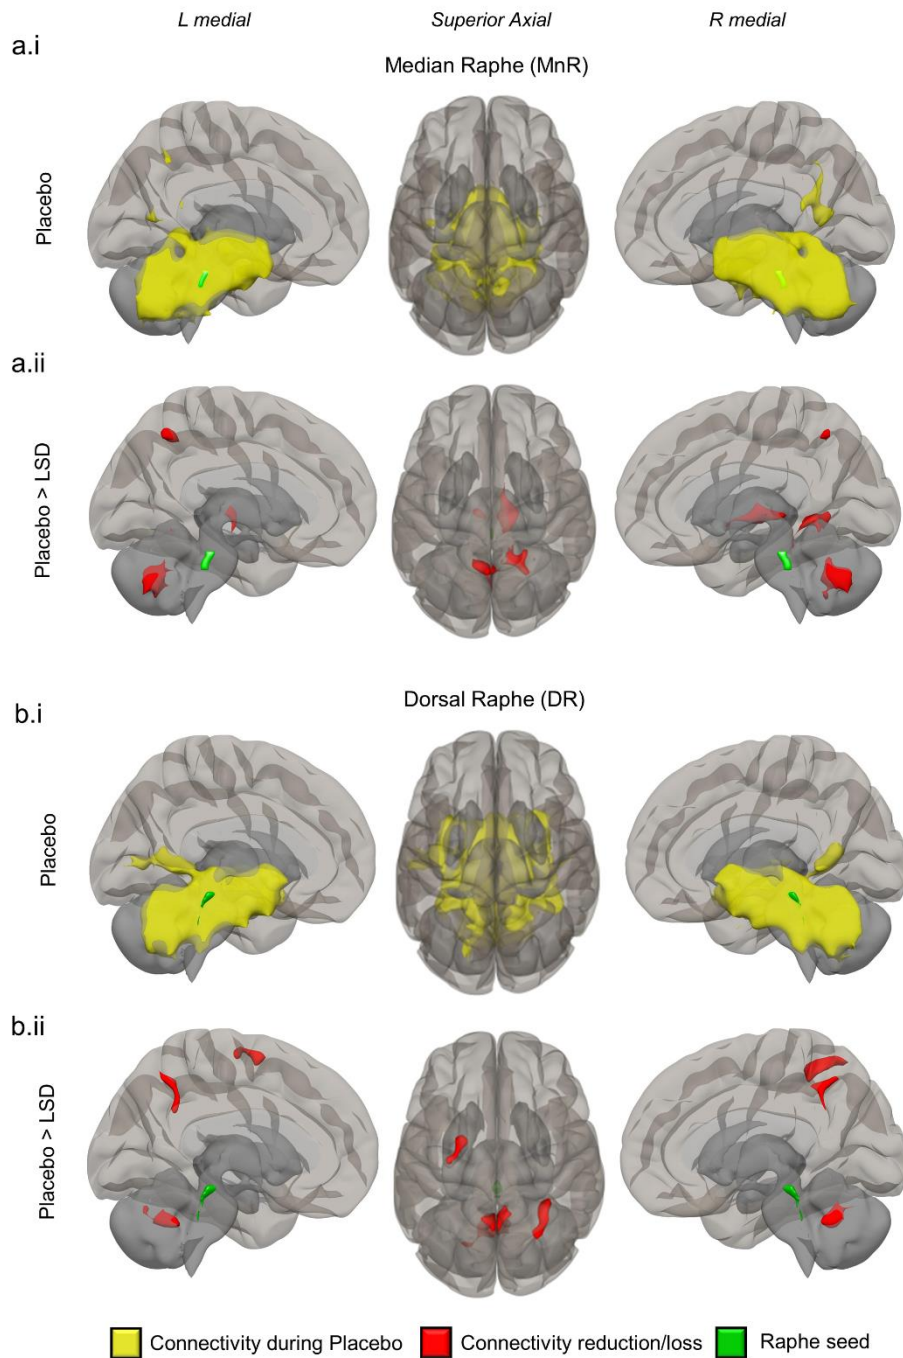 L medial Superior Axial R medial
a.i
Median Raphe (MnR)
Placebo
a.ii
Placebo > LSD
Dorsal Raphe (DR)
b.i
Placebo
b.ii
Placebo > LSD
Connectivity during Placebo Connectivity reduction/loss Raphe seed